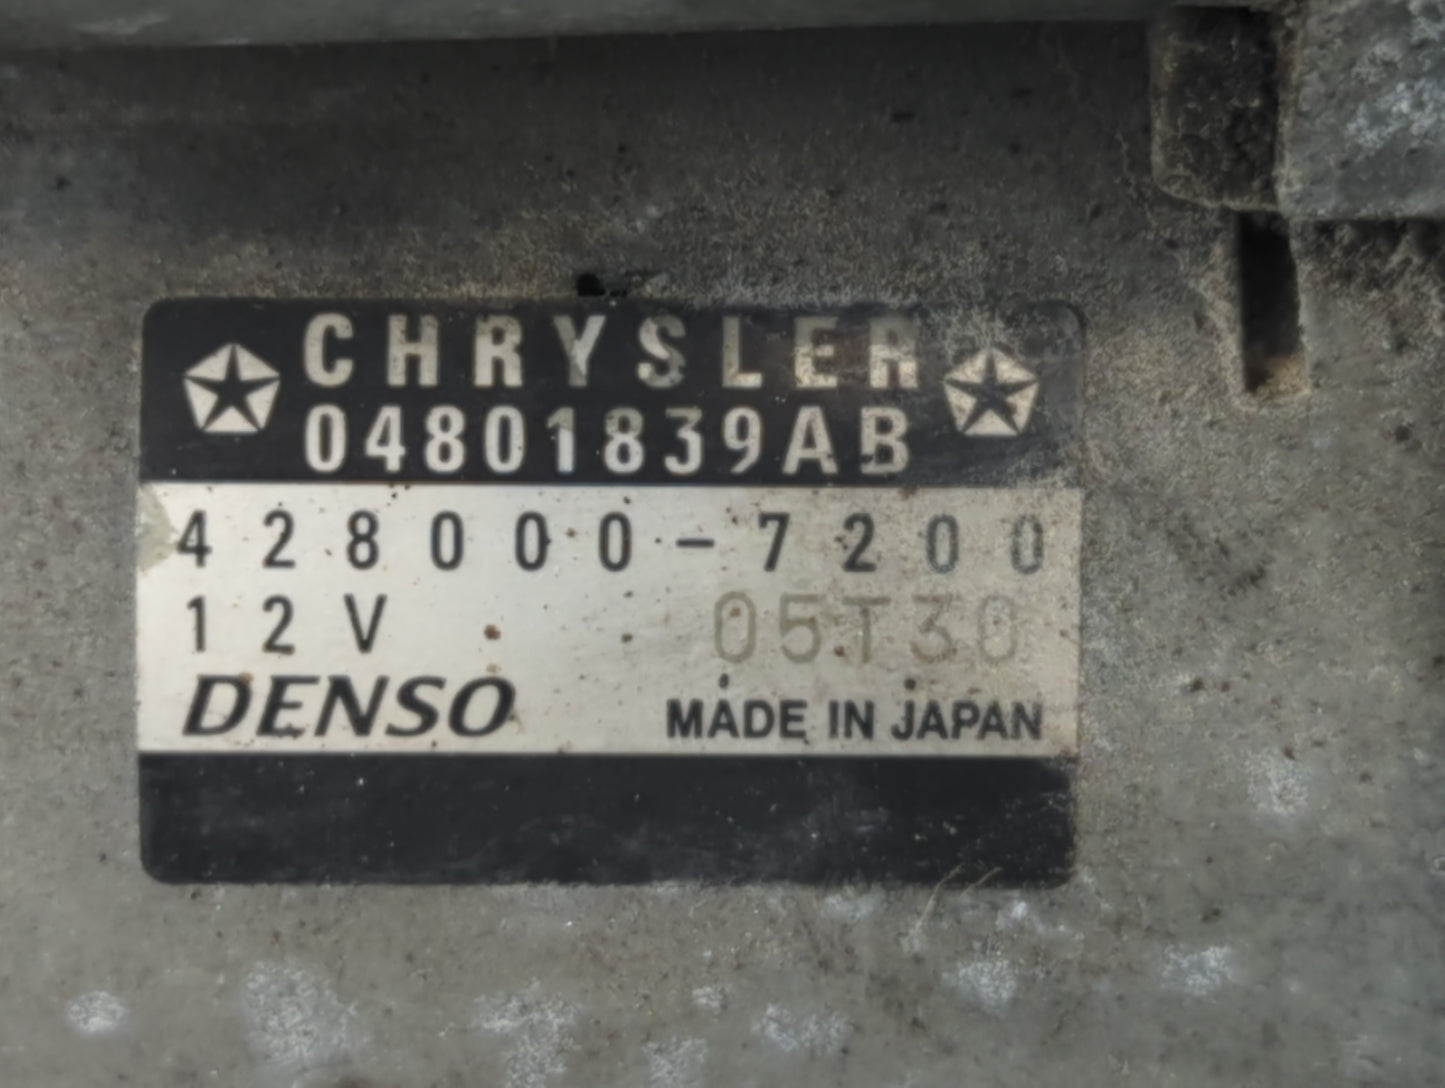 CHRYSLER
04801839AB
428000-7200
12V 05T30
DENSO MADE IN JAPAN